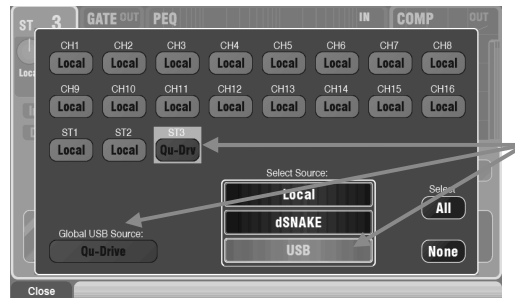 ST 3 GATE OUT PEQ IN COMP OUT
CH1 CH2 CH3 CH4 CH5 CH6 CH7 CH8
Local Local Local Local Local Local Local Local
CH9 CH10 CH11 CH12 CH13 CH14 CH15 CH16
Local Local Local Local Local Local Local Local
ST1 ST2 ST3
Local Local Qu-Drv
Select Source:
Local
dSNAKE
USB
Select
All
None
Global USB Source:
Qu-Drive
Close